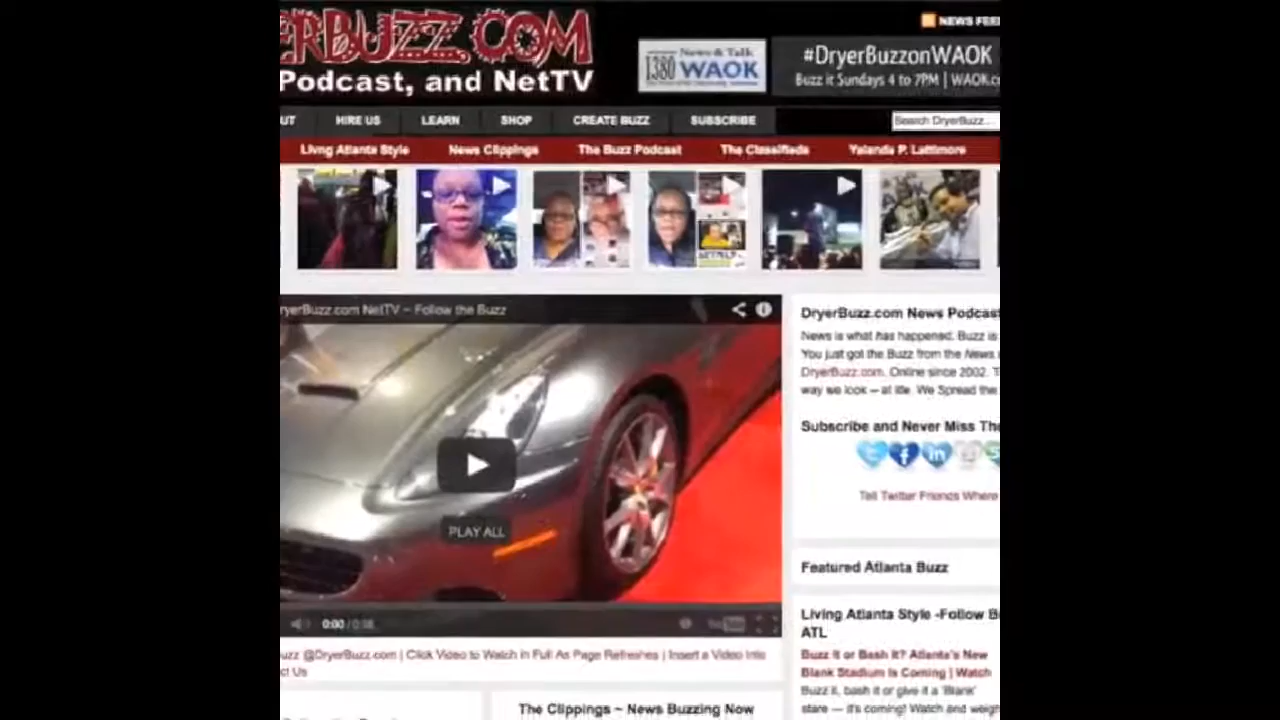 ERBUZZ.COM
Podcast, and NetTV
NEWS FEE
News & Talk
1380 WAOK
#DryerBuzzonWAOK
Buzz it Sundays 4 to 7PM | WAOK.c
UT HIRE US LEARN SHOP CREATE BUZZ SUBSCRIBE
Search DryerBuzz...
Livng Atlanta Style News Clippings The Buzz Podcast The Classifieds Yalanda P. Lattimore
ryerBuzz.com NetTV ~ Follow the Buzz
PLAY ALL
0:00
uzz @DryerBuzz.com | Click Video to Watch in Full As Page Refreshes | Insert a Video Into
ct Us
The Clippings ~ News Buzzing Now
DryerBuzz.com News Podcast
News is what has happened. Buzz is
You just got the Buzz from the News
DryerBuzz.com. Online since 2002. T
way we look -- at life. We Spread the
Subscribe and Never Miss The
Tell Twitter Friends Where
Featured Atlanta Buzz
Living Atlanta Style -Follow B
ATL
Buzz It or Bash It? Atlanta's New
Blank Stadium Is Coming | Watch
Buzz it, bash it or give it a 'Blank'
stare -- it's coming! Watch and weigh